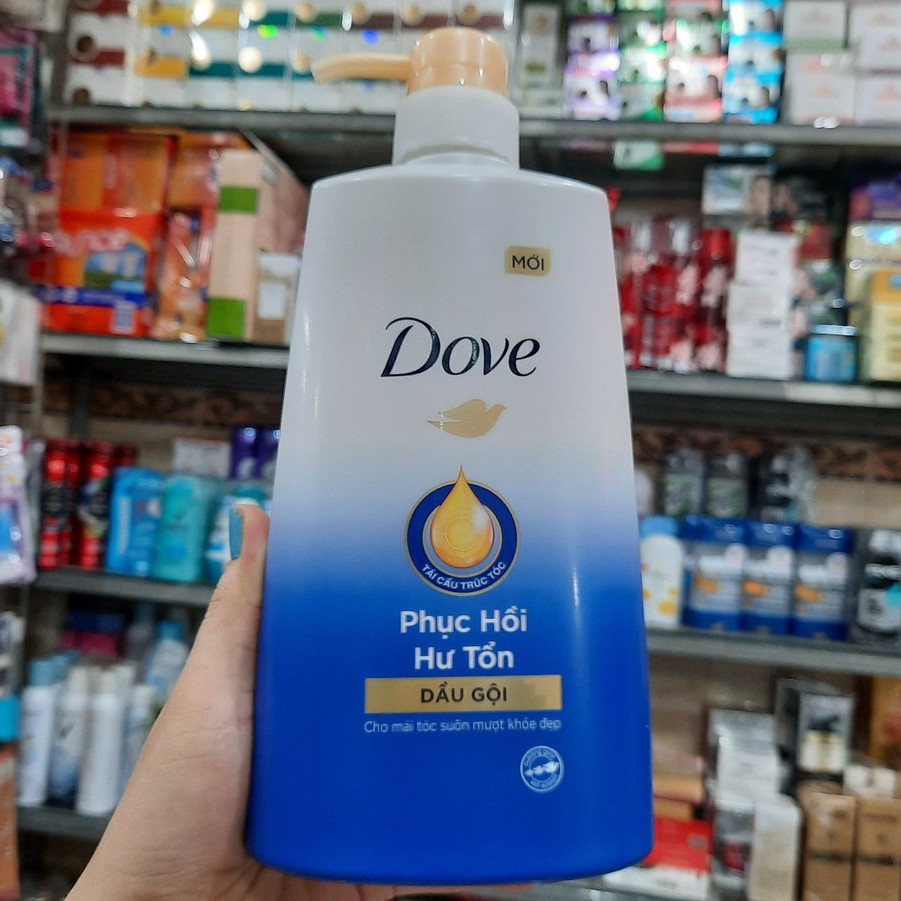 MỚI
Dove
TÁI CẤU TRÚC TÓC
Phục Hồi
Hư Tổn
DẦU GỘI
Cho mái tóc suôn mượt khỏe đẹp